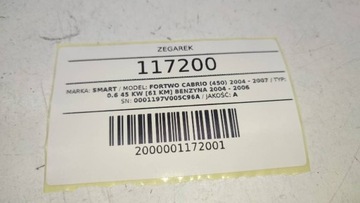 ZEGAREK
117200
MARKA: SMART / MODEL: FORTWO CABRIO (450) 2004 - 2007 / TYP:
0,6 45 KW [61 KM] BENZYNA 2004 - 2006
SN: 0001197V005C96A / JAKOŚĆ: A
2000001172001